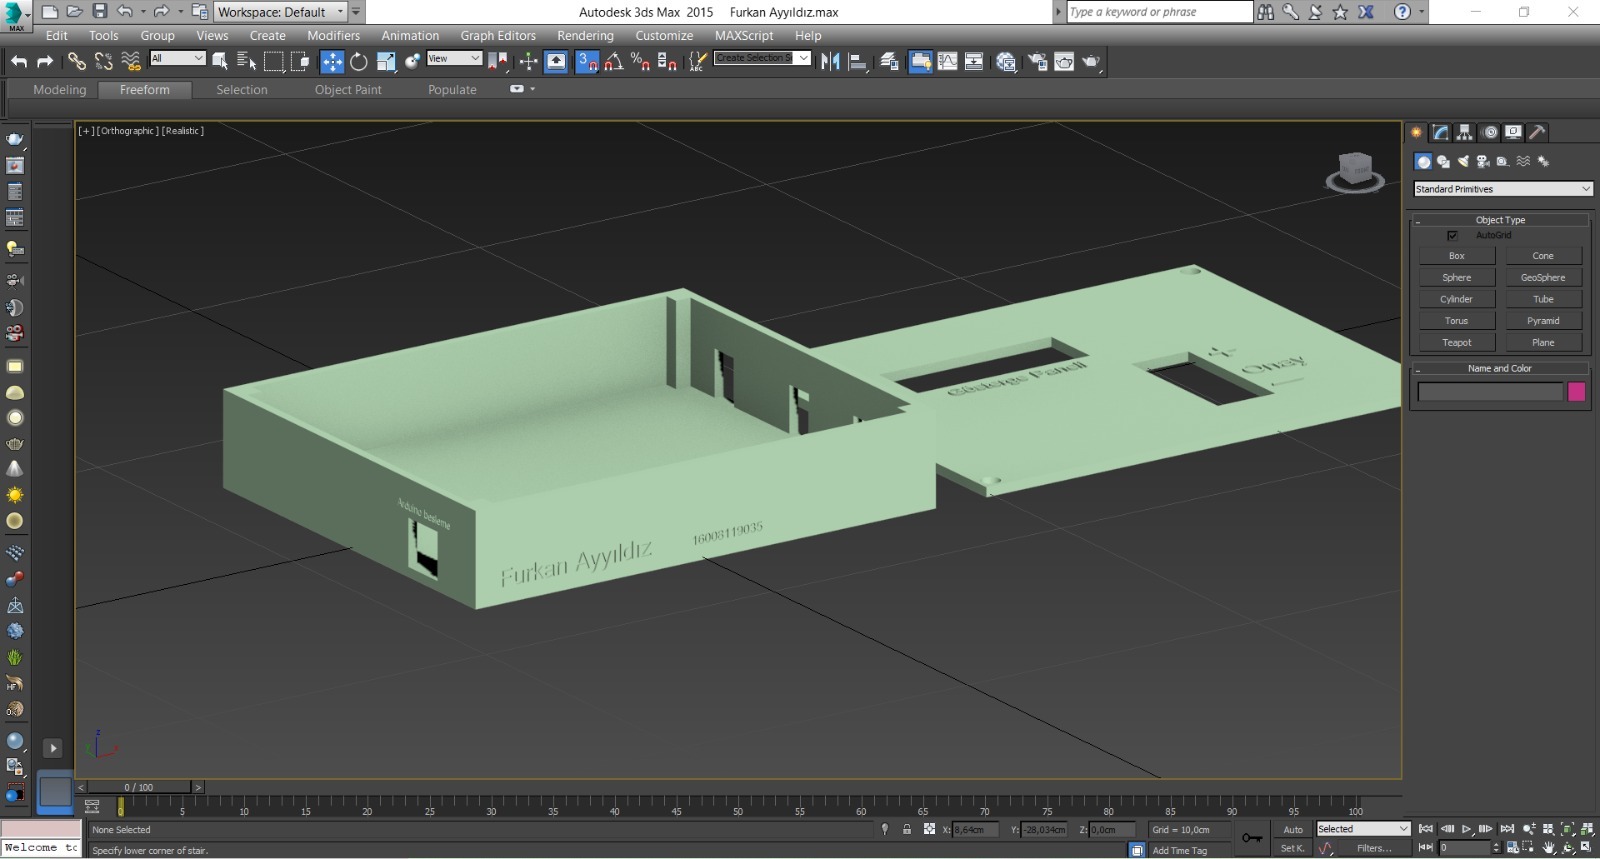 MAX
Workspace: Default
Autodesk 3ds Max 2015 Furkan Ayyıldız.max
Type a keyword or phrase
Edit Tools Group Views Create Modifiers Animation Graph Editors Rendering Customize MAXScript Help
All
View
3
ABC
Create Selection S
Modeling Freeform Selection Object Paint Populate
[+] [Orthographic] [Realistic]
Standard Primitives
Object Type
AutoGrid
Box Cone
Sphere GeoSphere
Cylinder Tube
Torus Pyramid
Teapot Plane
Name and Color
Gösterge Paneli
Onay
Arduino besleme
Furkan Ayyıldız
16008119035
z
x
0 / 100
0 5 10 15 20 25 30 35 40 45 50 55 60 65 70 75 80 85 90 95 100
None Selected
X: 8,64cm Y: -28,034cm Z: 0,0cm Grid = 10,0cm
Auto Selected
Welcome to
Specify lower corner of stair.
Add Time Tag
Set K. Filters...
0